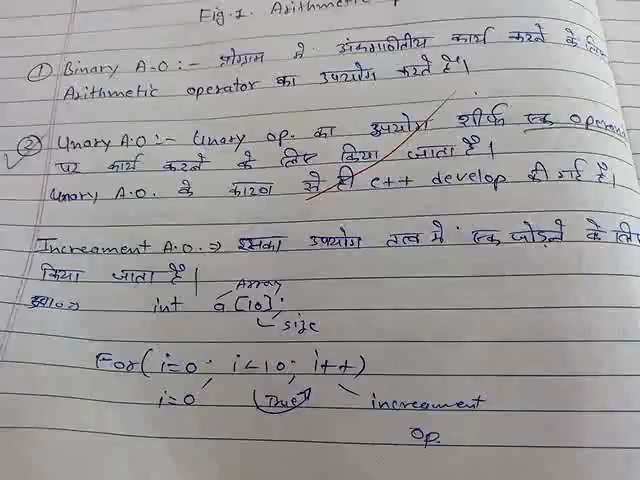 Fig.1. Arithmetic
① Binary A.O :- प्रोग्राम में अंकगणितीय कार्य करने के लिए
Arithmetic operator का उपयोग करते हैं।
② Unary A.O :- Unary op. का उपयोग शीर्फ एक operand
पर कार्य करने के लिए किया जाता है।
Unary A.O. के कारण से ही c++ develop की गई है।
Increament A.O. ⇒ इसका उपयोग तत्व में एक जोड़ने के लिए
किया जाता है।
Array
int a[10];
size
For(i=0; i<10; i++)
i=0 True increament
Op.